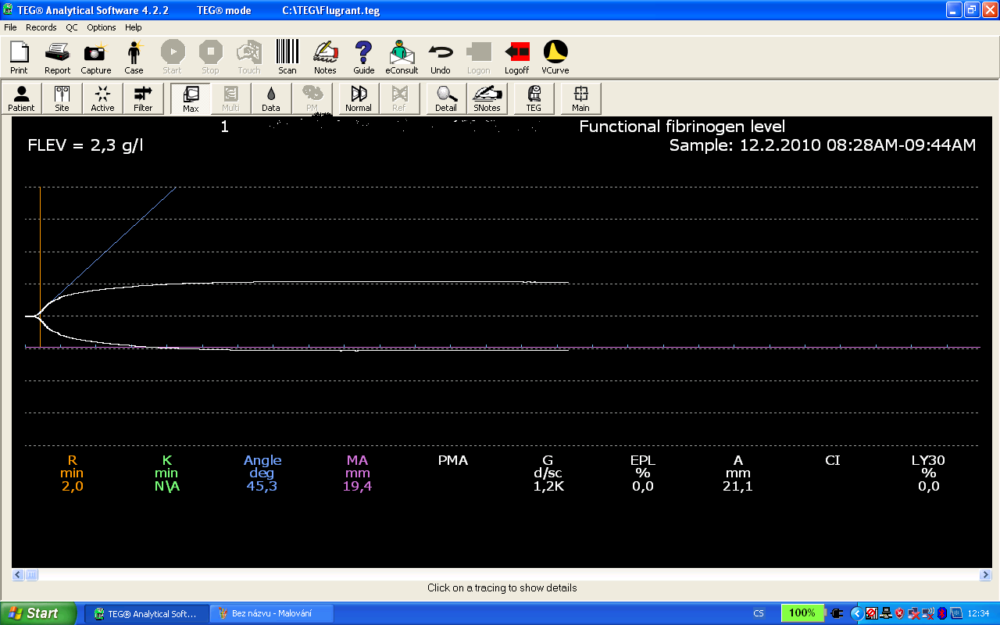 TEG® Analytical Software 4.2.2 TEG® mode C:\TEG\Flugrant.teg
File Records QC Options Help
Print Report Capture Case Start Stop Touch Scan Notes Guide eConsult Undo Logon Logoff VCurve
Patient Site Active Filter Max Multi Data PM Normal Ref Detail SNotes TEG Main
1 Functional fibrinogen level
FLEV = 2,3 g/l Sample: 12.2.2010 08:28AM-09:44AM
R K Angle MA PMA G EPL A CI LY30
min min deg mm d/sc % mm %
2,0 N\A 45,3 19,4 1,2K 0,0 21,1 0,0
Click on a tracing to show details
Start TEG® Analytical Soft... Bez názvu - Malování CS 100% 12:34